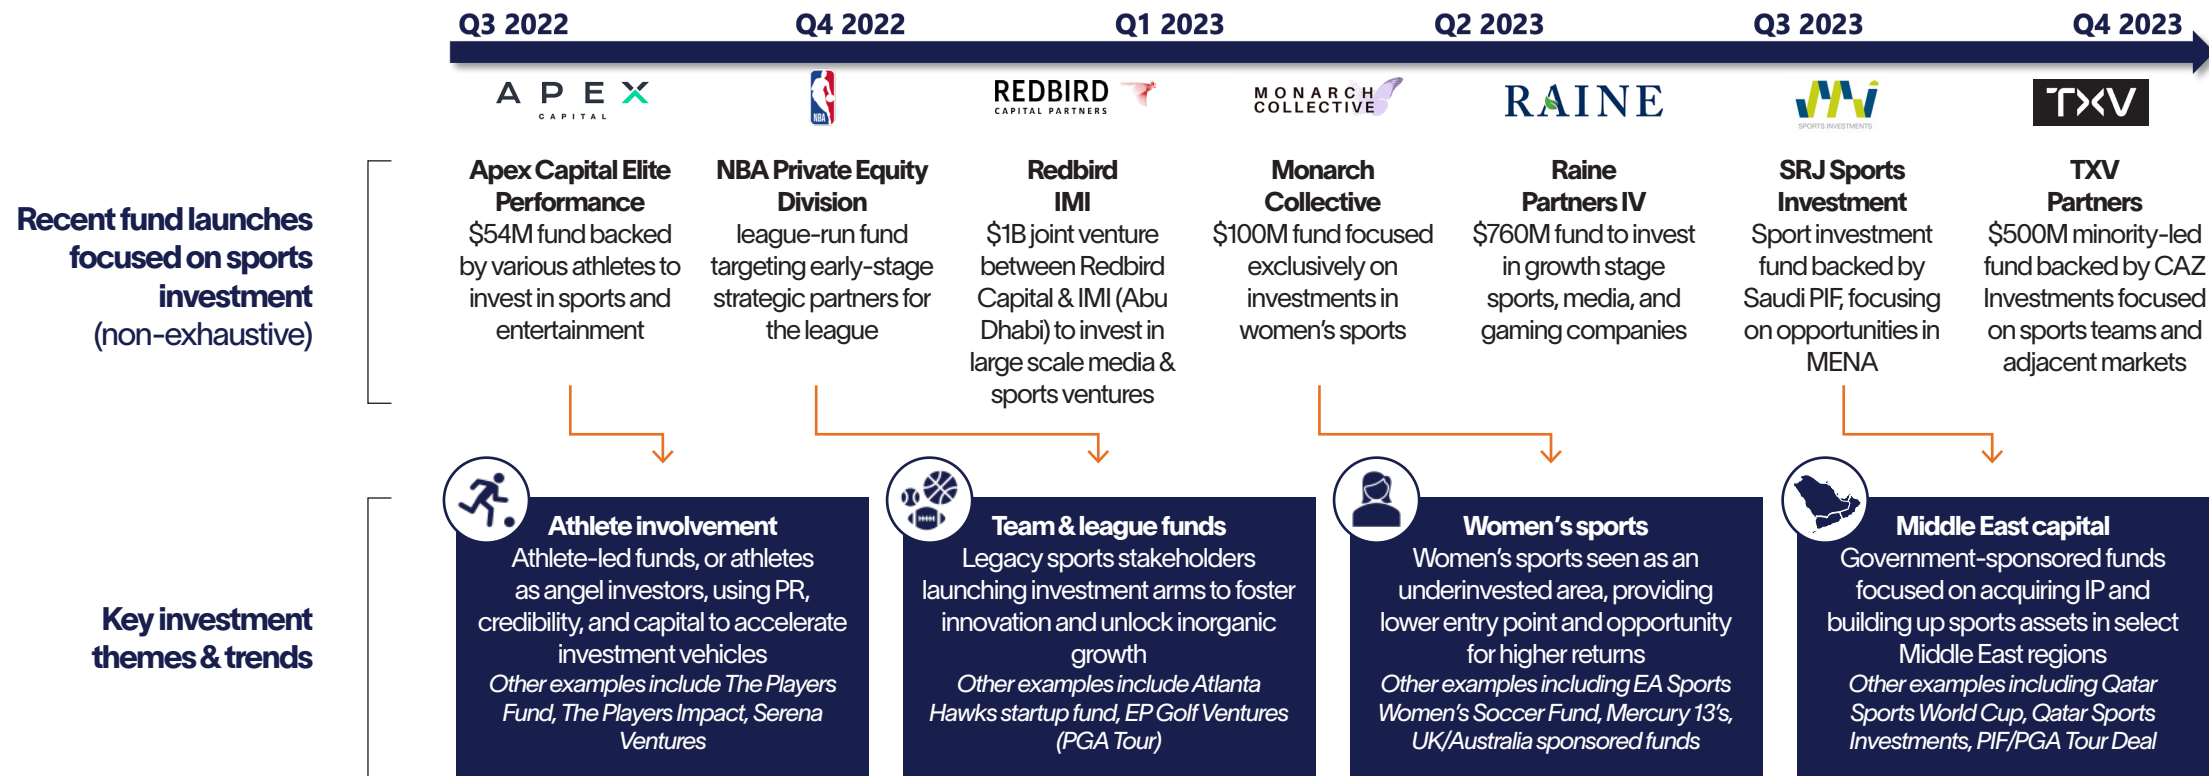 Q3 2022
Q4 2022
Q1 2023
Q2 2023
Q3 2023
Q4 2023
APEX
CAPITAL
NBA
REDBIRD
CAPITAL PARTNERS
MONARCH
COLLECTIVE
RAINE
SPORTS INVESTMENTS
TXV
Recent fund launches
focused on sports
investment
(non-exhaustive)
Apex Capital Elite
Performance
$54M fund backed
by various athletes to
invest in sports and
entertainment
NBA Private Equity
Division
league-run fund
targeting early-stage
strategic partners for
the league
Redbird
IMI
$1B joint venture
between Redbird
Capital & IMI (Abu
Dhabi) to invest in
large scale media &
sports ventures
Monarch
Collective
$100M fund focused
exclusively on
investments in
women's sports
Raine
Partners IV
$760M fund to invest
in growth stage
sports, media, and
gaming companies
SRJ Sports
Investment
Sport investment
fund backed by
Saudi PIF, focusing
on opportunities in
MENA
TXV
Partners
$500M minority-led
fund backed by CAZ
Investments focused
on sports teams and
adjacent markets
Key investment
themes & trends
Athlete involvement
Athlete-led funds, or athletes
as angel investors, using PR,
credibility, and capital to accelerate
investment vehicles
Other examples include The Players
Fund, The Players Impact, Serena
Ventures
Team & league funds
Legacy sports stakeholders
launching investment arms to foster
innovation and unlock inorganic
growth
Other examples include Atlanta
Hawks startup fund, EP Golf Ventures
(PGA Tour)
Women's sports
Women's sports seen as an
underinvested area, providing
lower entry point and opportunity
for higher returns
Other examples including EA Sports
Women's Soccer Fund, Mercury 13's,
UK/Australia sponsored funds
Middle East capital
Government-sponsored funds
focused on acquiring IP and
building up sports assets in select
Middle East regions
Other examples including Qatar
Sports World Cup, Qatar Sports
Investments, PIF/PGA Tour Deal